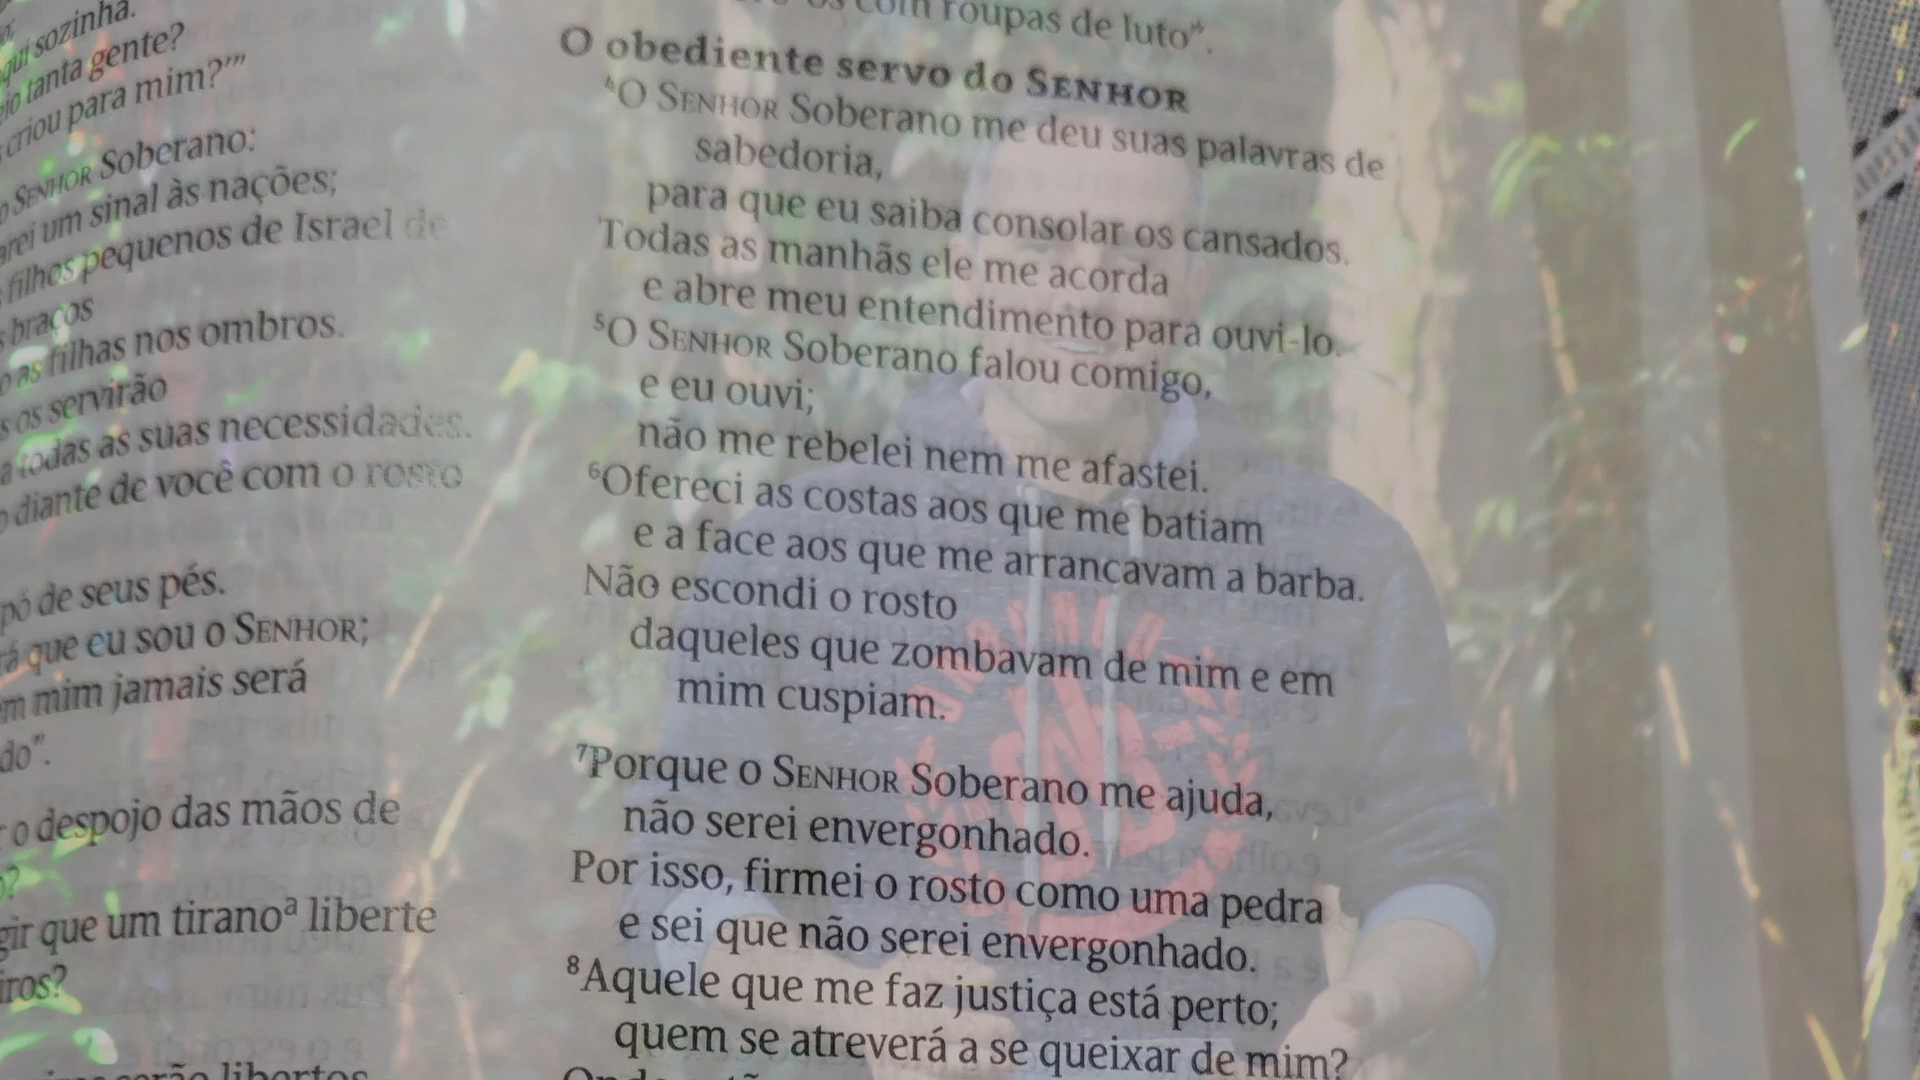 qui sozinha.
tanta gente?
criou para mim?'"
SENHOR Soberano:
um sinal às nações;
filhos pequenos de Israel de
braços
as filhas nos ombros.
os servirão
todas as suas necessidades.
diante de você com o rosto
pó de seus pés.
que eu sou o SENHOR;
mim jamais será
do".
o despojo das mãos de
gir que um tiranoª liberte
iros?
libertos
com roupas de luto".
O obediente servo do SENHOR
⁴O SENHOR Soberano me deu suas palavras de
sabedoria,
para que eu saiba consolar os cansados.
Todas as manhãs ele me acorda
e abre meu entendimento para ouvi-lo.
⁵O SENHOR Soberano falou comigo,
e eu ouvi;
não me rebelei nem me afastei.
⁶Ofereci as costas aos que me batiam
e a face aos que me arrancavam a barba.
Não escondi o rosto
daqueles que zombavam de mim e em
mim cuspiam.
⁷Porque o SENHOR Soberano me ajuda,
não serei envergonhado.
Por isso, firmei o rosto como uma pedra
e sei que não serei envergonhado.
⁸Aquele que me faz justiça está perto;
quem se atreverá a se queixar de mim?